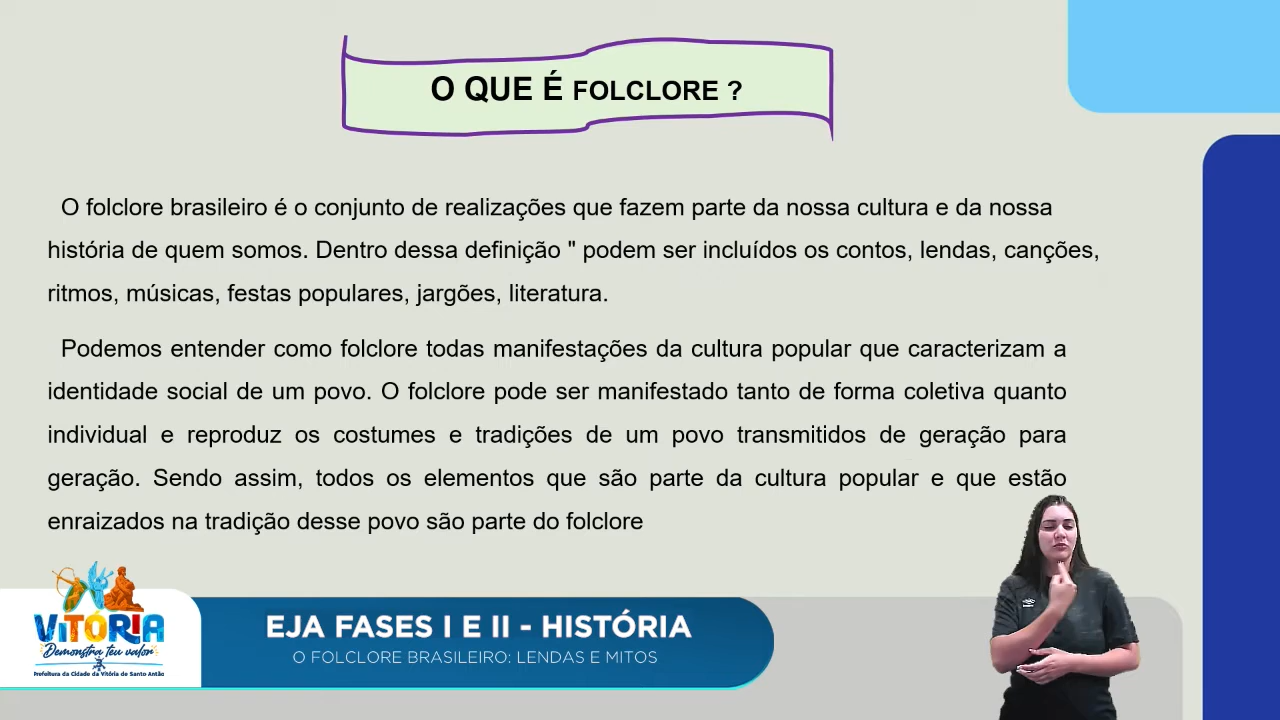 O QUE É FOLCLORE ?
O folclore brasileiro é o conjunto de realizações que fazem parte da nossa cultura e da nossa
história de quem somos. Dentro dessa definição " podem ser incluídos os contos, lendas, canções,
ritmos, músicas, festas populares, jargões, literatura.
Podemos entender como folclore todas manifestações da cultura popular que caracterizam a
identidade social de um povo. O folclore pode ser manifestado tanto de forma coletiva quanto
individual e reproduz os costumes e tradições de um povo transmitidos de geração para
geração. Sendo assim, todos os elementos que são parte da cultura popular e que estão
enraizados na tradição desse povo são parte do folclore
VITÓRIA
Demonstra teu valor
Prefeitura da Cidade da Vitória de Santo Antão
EJA FASES I E II - HISTÓRIA
O FOLCLORE BRASILEIRO: LENDAS E MITOS